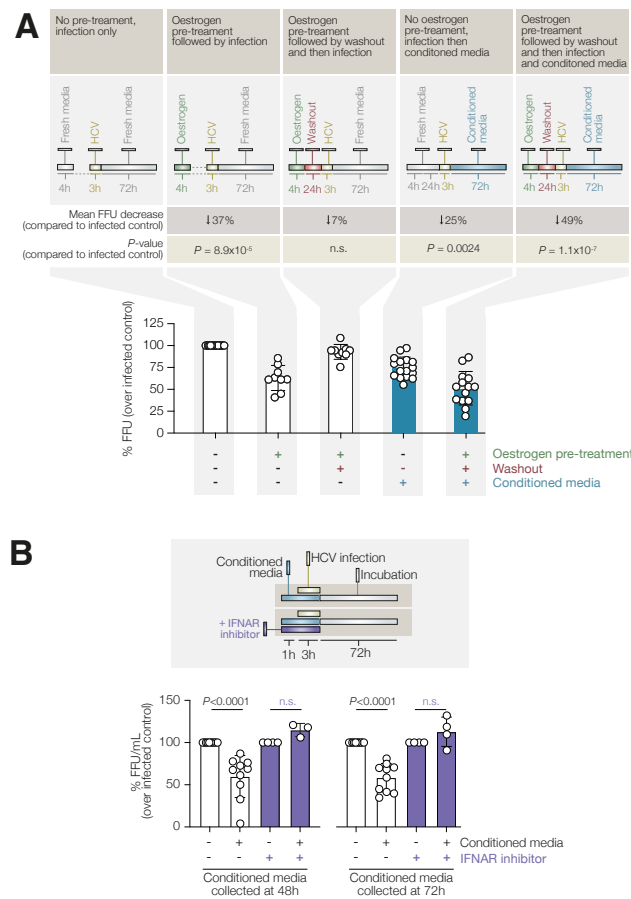 A
No pre-treament,
infection only
Oestrogen
pre-treament
followed by infection
Oestrogen
pre-treament
followed by washout
and then infection
No oestrogen
pre-treament,
infection then
conditoned media
Oestrogen
pre-treament
followed by washout
and then infection
and conditoned media
Fresh media
HCV
Fresh media
4h
3h
72h
Oestrogen
HCV
Fresh media
4h
3h
72h
Oestrogen
Washout
HCV
Fresh media
4h 24h 3h
72h
Fresh media
HCV
Conditioned
media
4h 24h 3h
72h
Oestrogen
Washout
HCV
Conditioned
media
4h 24h 3h
72h
Mean FFU decrease
(compared to infected control)
↓37%
↓7%
↓25%
↓49%
P-value
(compared to infected control)
P = 8.9x10-5
n.s.
P = 0.0024
P = 1.1x10-7
% FFU (over infected control)
125
100
75
50
25
0
- + + - + Oestrogen pre-treatment
- - + - + Washout
- - - + + Conditioned media
B
Conditioned
media
HCV infection
Incubation
+ IFNAR
inhibitor
1h 3h 72h
% FFU/mL
(over infected control)
150
100
50
0
P<0.0001
n.s.
P<0.0001
n.s.
- + - + - + - + Conditioned media
- - + + - - + + IFNAR inhibitor
Conditioned media
collected at 48h
Conditioned media
collected at 72h